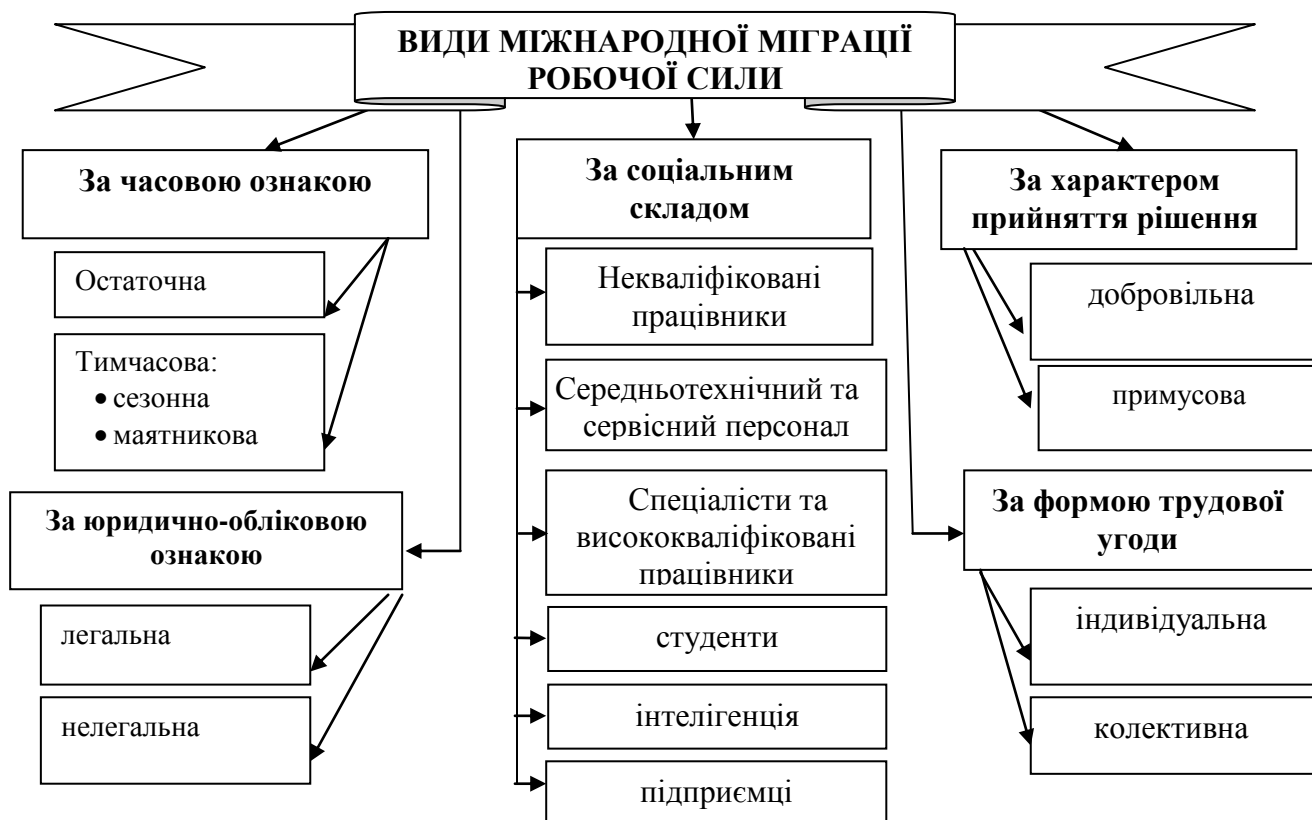 ВИДИ МІЖНАРОДНОЇ МІГРАЦІЇ
РОБОЧОЇ СИЛИ
За часовою ознакою
Остаточна
Тимчасова:
• сезонна
• маятникова
За юридично-обліковою
ознакою
легальна
нелегальна
За соціальним
складом
Некваліфіковані
працівники
Середньотехнічний та
сервісний персонал
Спеціалісти та
висококваліфіковані
працівники
студенти
інтелігенція
підприємці
За характером
прийняття рішення
добровільна
примусова
За формою трудової
угоди
індивідуальна
колективна